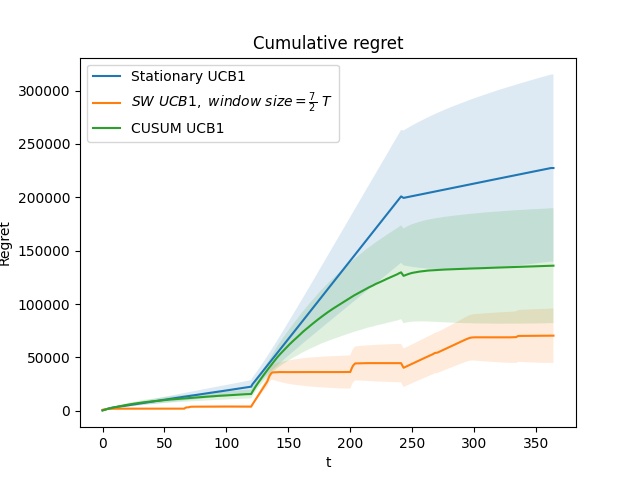 Cumulative regret
Stationary UCB1
SW UCB1, window size = 7/2 T
CUSUM UCB1
300000
250000
200000
150000
100000
50000
0
Regret
0 50 100 150 200 250 300 350
t